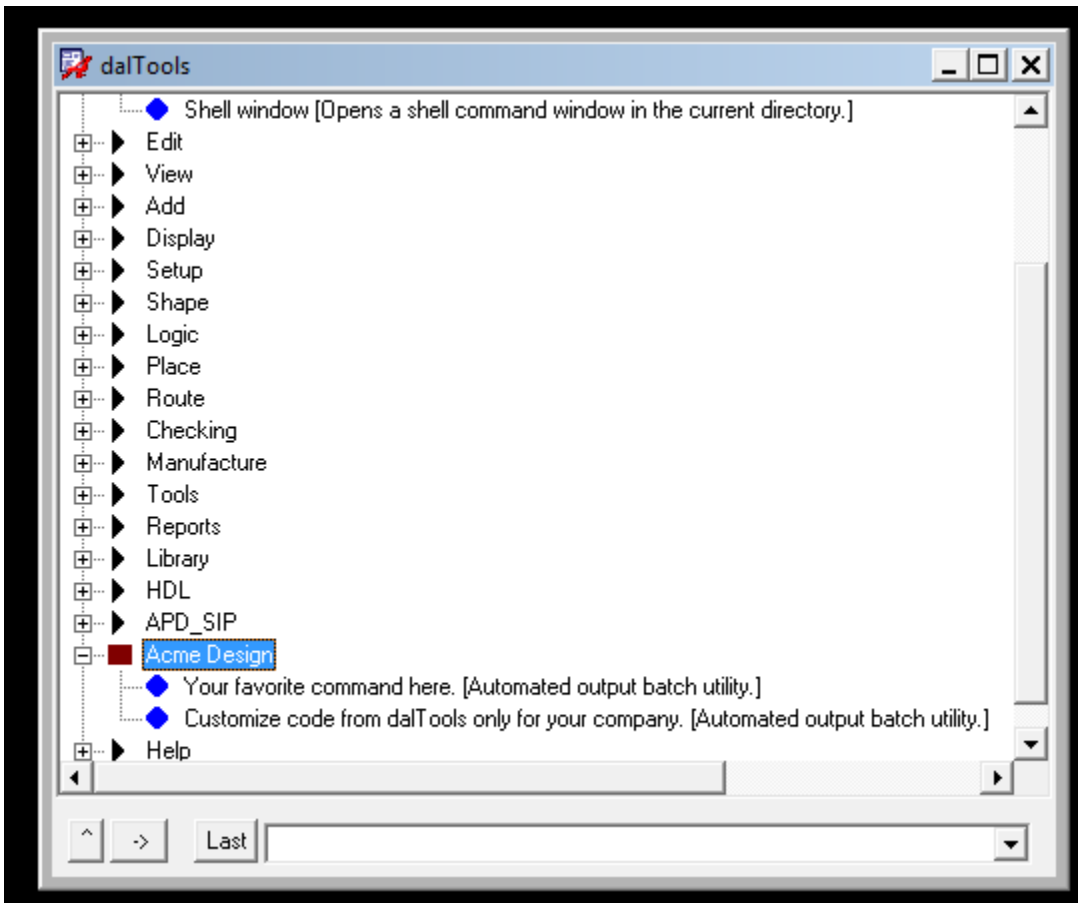 dalTools
Shell window [Opens a shell command window in the current directory.]
Edit
View
Add
Display
Setup
Shape
Logic
Place
Route
Checking
Manufacture
Tools
Reports
Library
HDL
APD_SIP
Acme Design
Your favorite command here. [Automated output batch utility.]
Customize code from dalTools only for your company. [Automated output batch utility.]
Help
^ -> Last